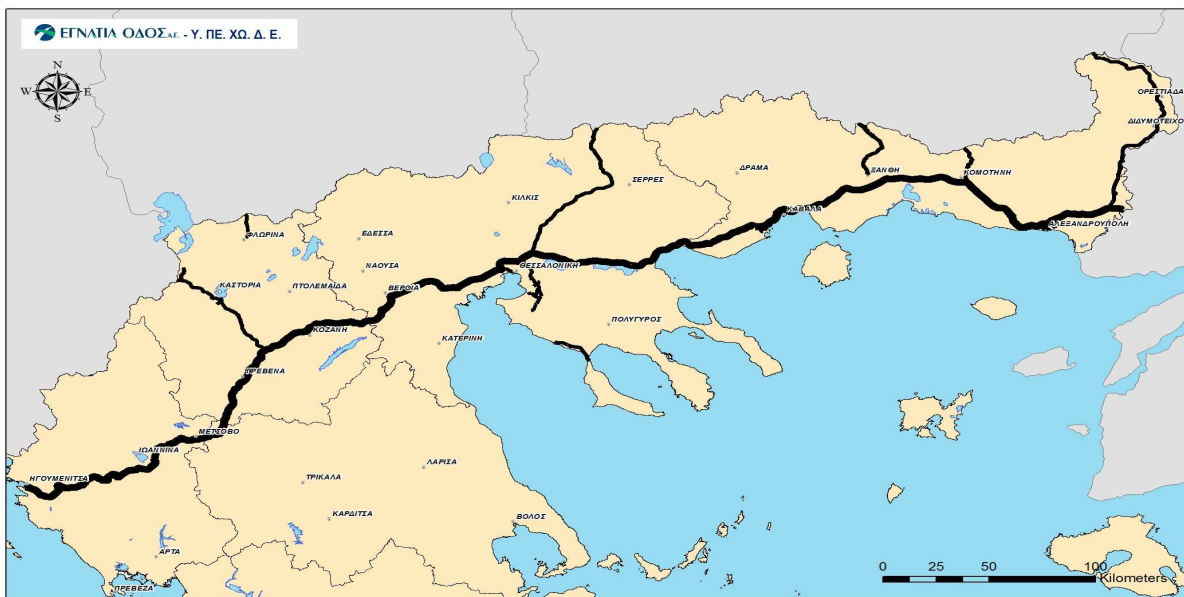 ΕΓΝΑΤΙΑ ΟΔΟΣ Α.Ε. - Υ. ΠΕ. ΧΩ. Δ. Ε.
N
W E
S
ΟΡΕΣΤΙΑΔΑ
ΔΙΔΥΜΟΤΕΙΧΟ
ΞΑΝΘΗ
ΚΟΜΟΤΗΝΗ
ΔΡΑΜΑ
ΣΕΡΡΕΣ
ΚΙΛΚΙΣ
ΚΑΒΑΛΑ
ΑΛΕΞΑΝΔΡΟΥΠΟΛΗ
ΦΛΩΡΙΝΑ
ΕΔΕΣΣΑ
ΝΑΟΥΣΑ
ΘΕΣΣΑΛΟΝΙΚΗ
ΚΑΣΤΟΡΙΑ
ΠΤΟΛΕΜΑΪΔΑ
ΒΕΡΟΙΑ
ΠΟΛΥΓΥΡΟΣ
ΚΟΖΑΝΗ
ΚΑΤΕΡΙΝΗ
ΓΡΕΒΕΝΑ
ΜΕΤΣΟΒΟ
ΙΩΑΝΝΙΝΑ
ΗΓΟΥΜΕΝΙΤΣΑ
ΛΑΡΙΣΑ
ΤΡΙΚΑΛΑ
ΚΑΡΔΙΤΣΑ
ΒΟΛΟΣ
ΑΡΤΑ
ΠΡΕΒΕΖΑ
0 25 50 100
Kilometers